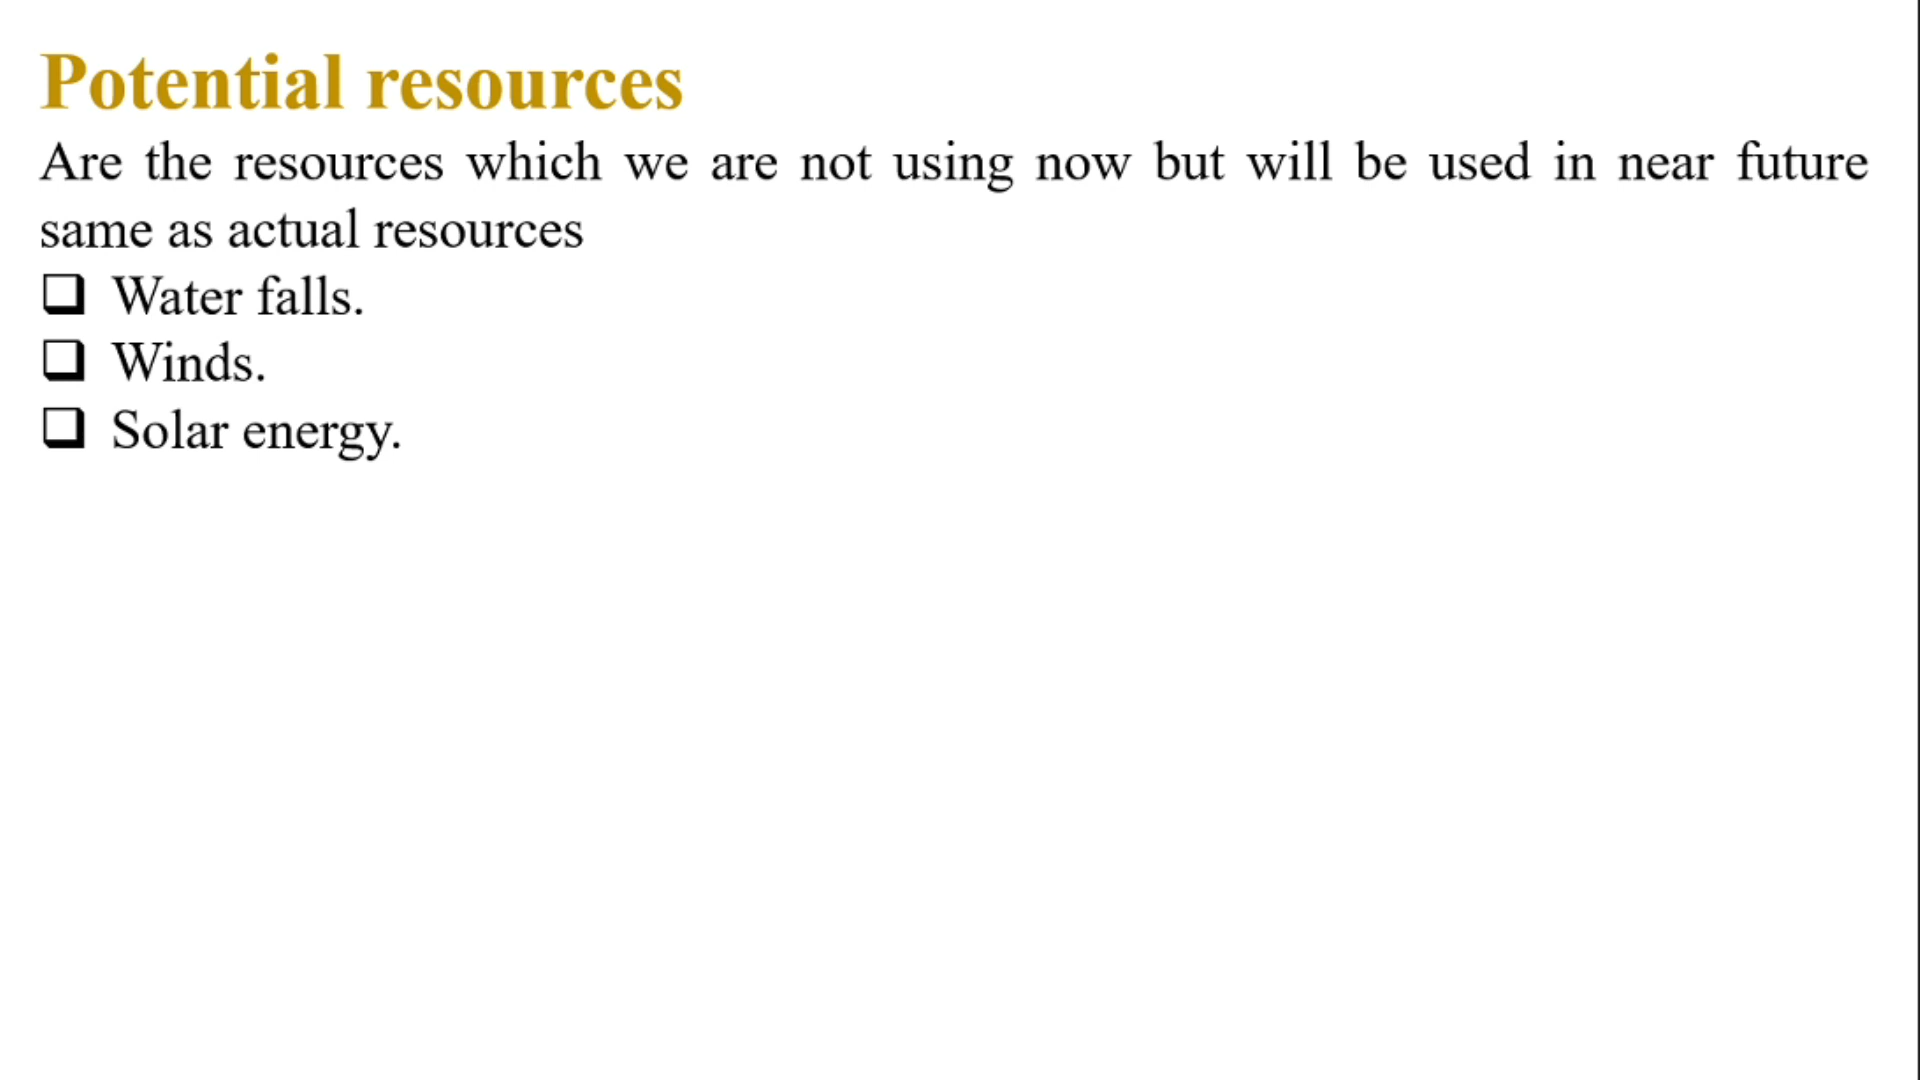 Potential resources
Are the resources which we are not using now but will be used in near future
same as actual resources
❑ Water falls.
❑ Winds.
❑ Solar energy.